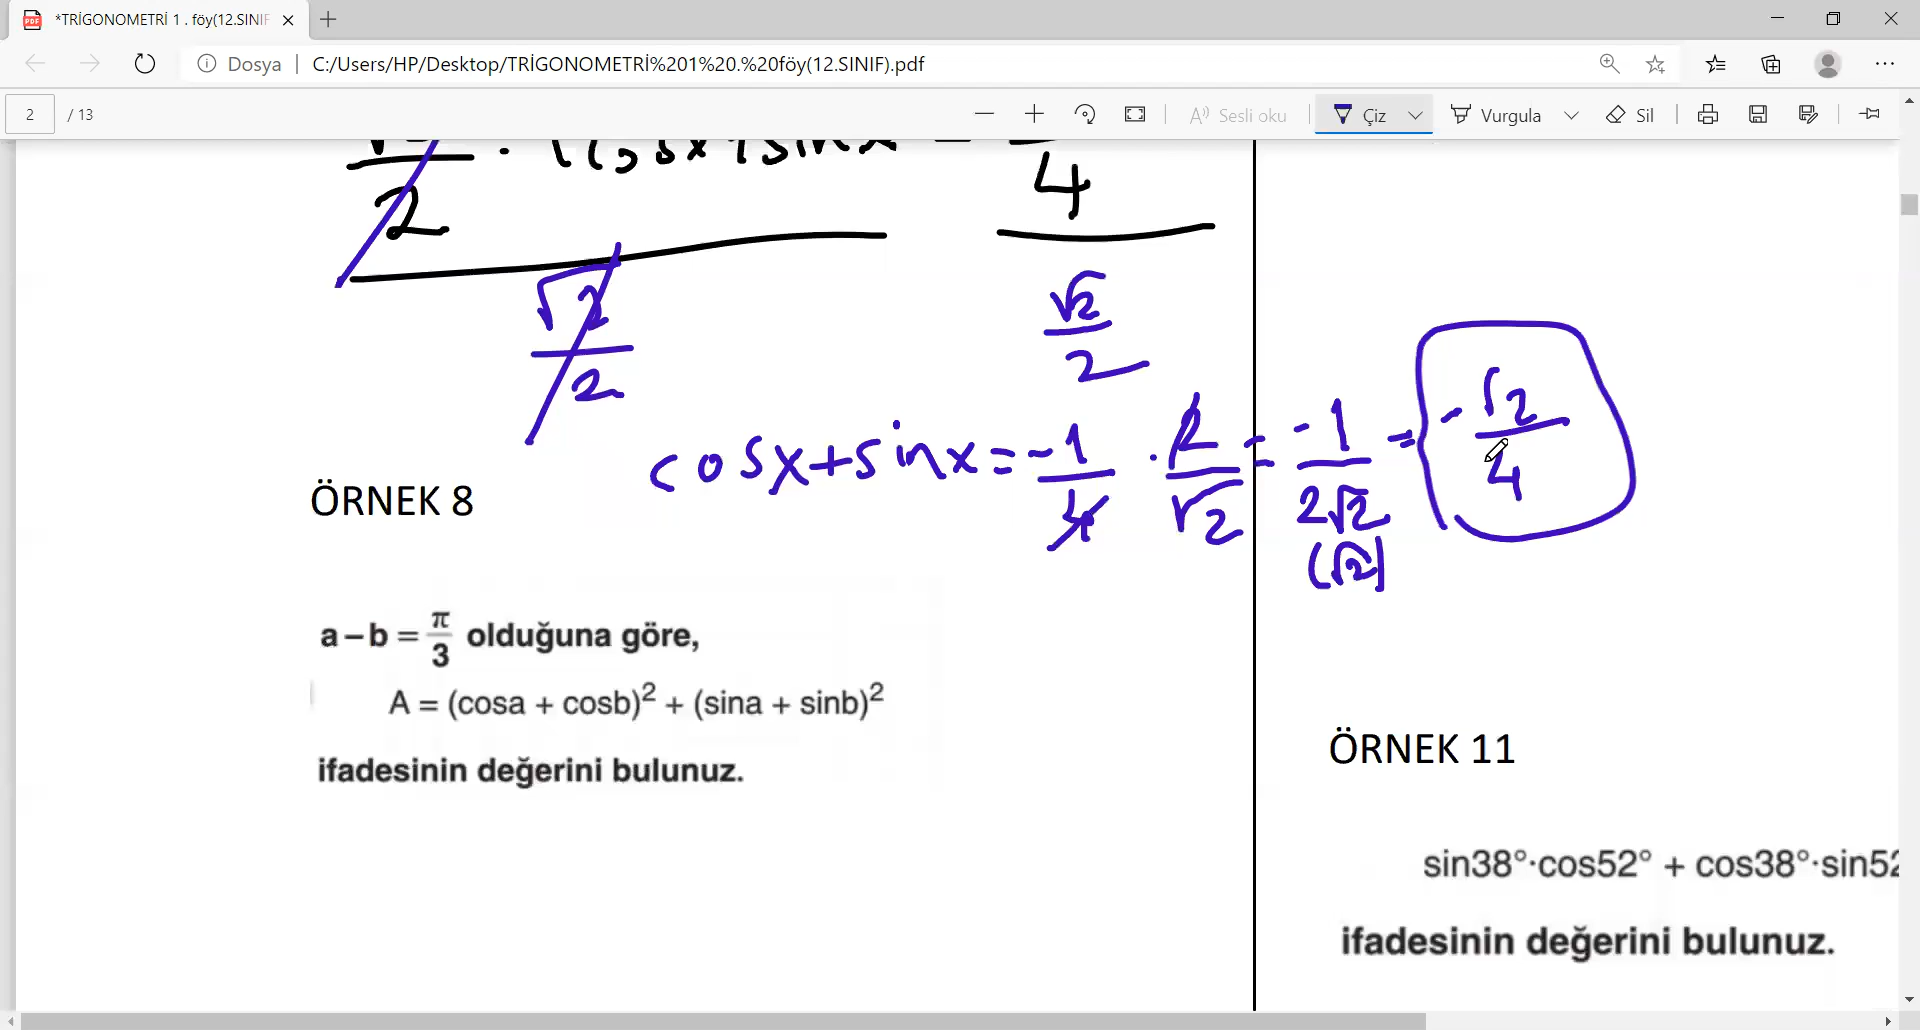 *TRİGONOMETRİ 1 . föy(12.SINIF
Dosya | C:/Users/HP/Desktop/TRİGONOMETRİ%201%20.%20föy(12.SINIF).pdf
2 / 13
Sesli oku Çiz Vurgula Sil
2
4
√2/2
√2/2
cosx+sinx = -1/4 · 2/√2 = -1/2√2 = -√2/4
(√2)
ÖRNEK 8
a – b = π/3 olduğuna göre,
A = (cosa + cosb)² + (sina + sinb)²
ifadesinin değerini bulunuz.
ÖRNEK 11
sin38°·cos52° + cos38°·sin52
ifadesinin değerini bulunuz.